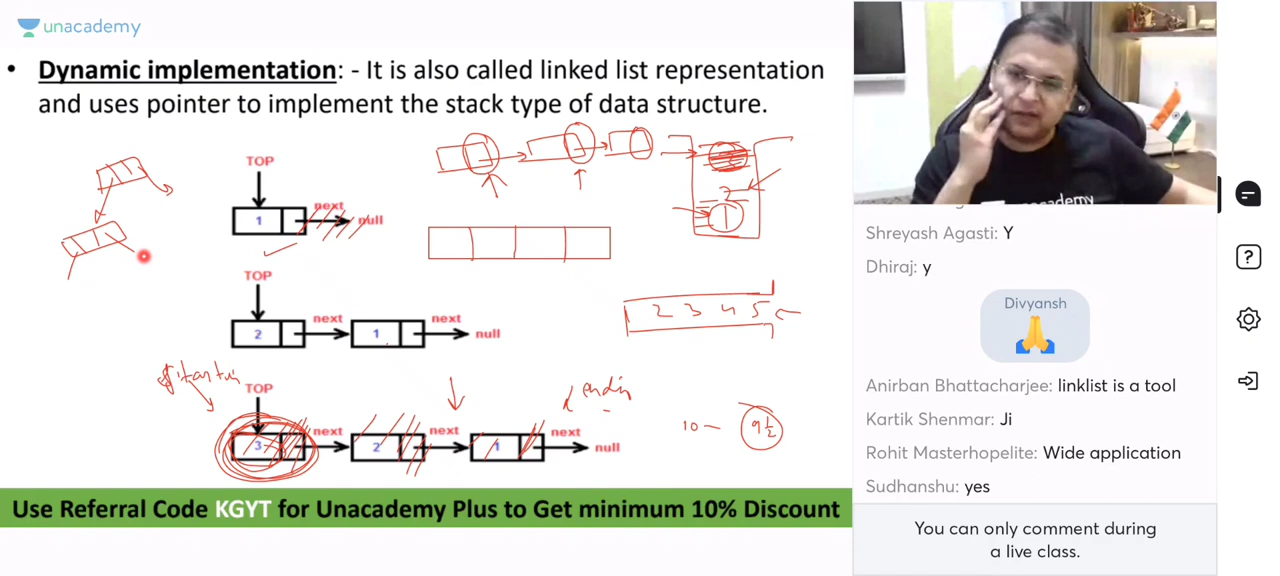 unacademy
• Dynamic implementation: - It is also called linked list representation
and uses pointer to implement the stack type of data structure.
TOP
1
next
null
2
1
TOP
2
next
1
next
null
2 3 4 5
TOP
3
next
2
next
1
next
null
10 -
9 1/2
Use Referral Code KGYT for Unacademy Plus to Get minimum 10% Discount
Shreyash Agasti: Y
Dhiraj: y
Divyansh
Anirban Bhattacharjee: linklist is a tool
Kartik Shenmar: Ji
Rohit Masterhopelite: Wide application
Sudhanshu: yes
You can only comment during
a live class.